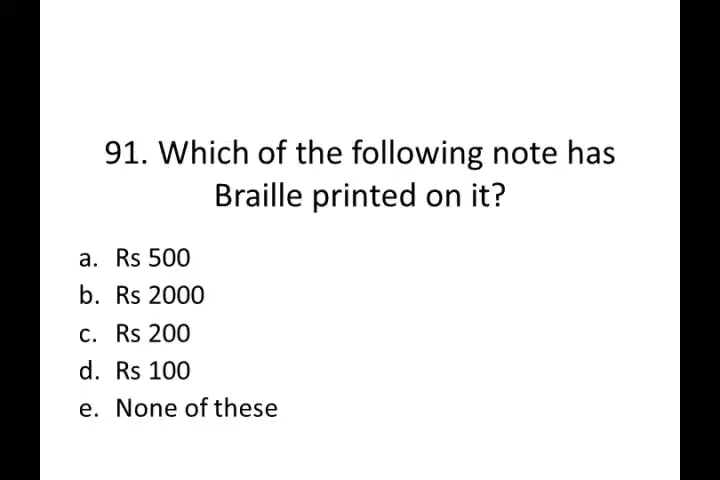 91. Which of the following note has
Braille printed on it?
a. Rs 500
b. Rs 2000
c. Rs 200
d. Rs 100
e. None of these